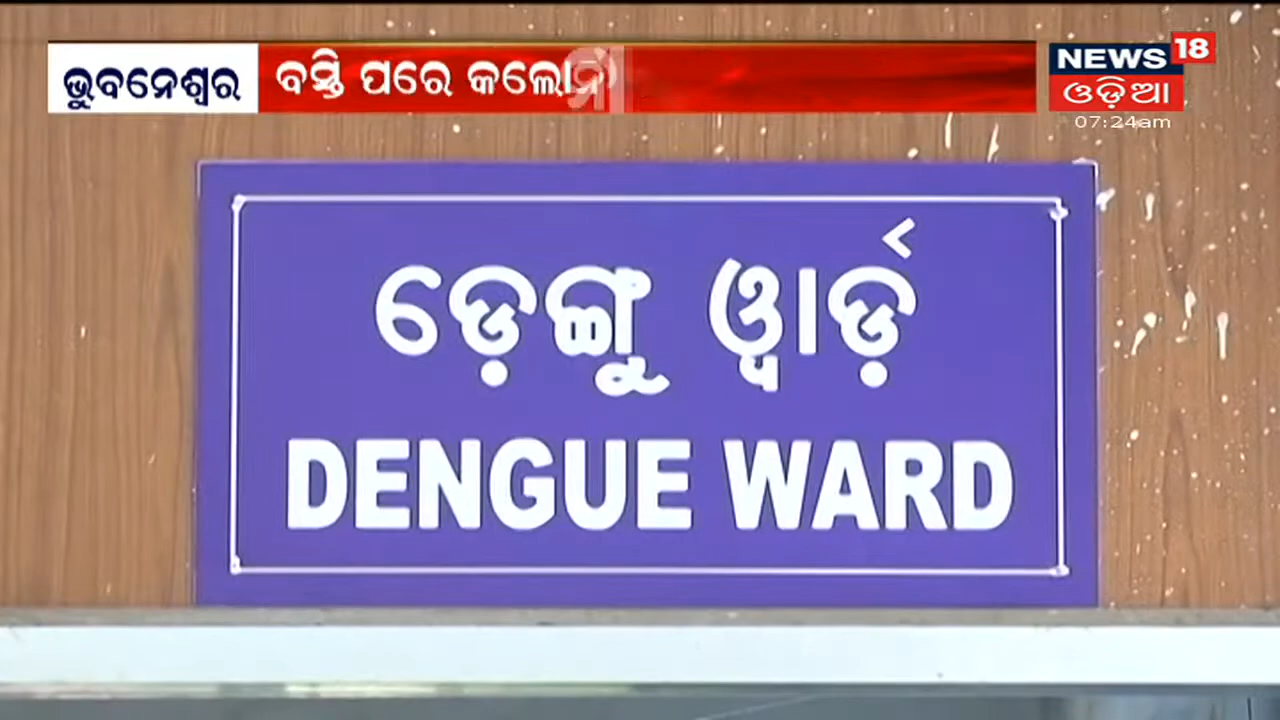 ଭୁବନେଶ୍ୱର
ବସ୍ତି ପରେ କଲୋନୀ
NEWS 18
ଓଡ଼ିଆ
07:24am
ଡ଼େଙ୍ଗୁ ୱାର୍ଡ଼
DENGUE WARD